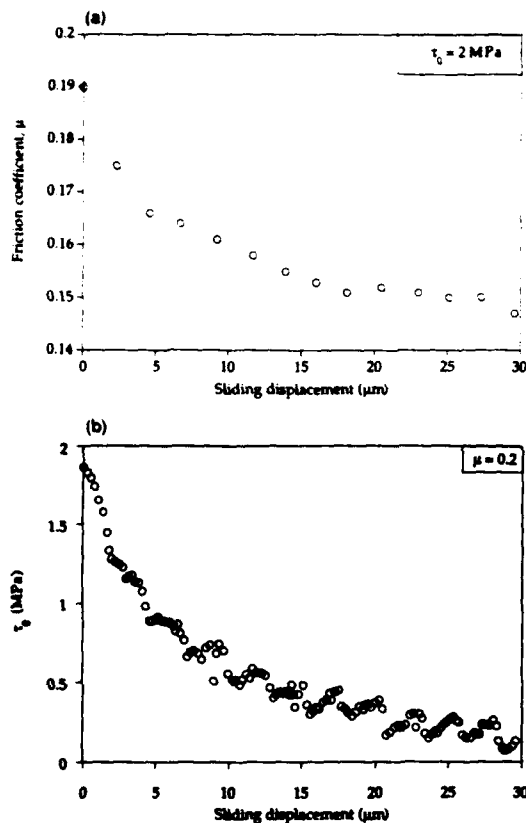 (a)
0.2
τ₀ = 2 MPa
0.19
0.18
0.17
0.16
0.15
0.14
Friction coefficient, μ
0 5 10 15 20 25 30
Sliding displacement (μm)
(b)
2
μ = 0.2
1.5
1
0.5
0
τ₀ (MPa)
0 5 10 15 20 25 30
Sliding displacement (μm)